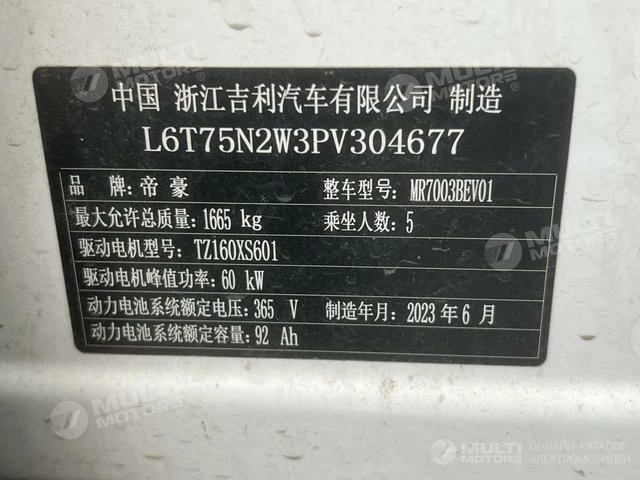 中国 浙江吉利汽车有限公司 制造
L6T75N2W3PV304677
品 牌:帝豪 整车型号:MR7003BEV01
最大允许总质量:1665 kg 乘坐人数:5
驱动电机型号:TZ160XS601
驱动电机峰值功率:60 kW
动力电池系统额定电压:365 V 制造年月:2023 年 6 月
动力电池系统额定容量:92 Ah
MULTI MOTORS
ОНЛАЙН-КАТАЛОГ
ЭЛЕКТРОМОБИЛЕЙ